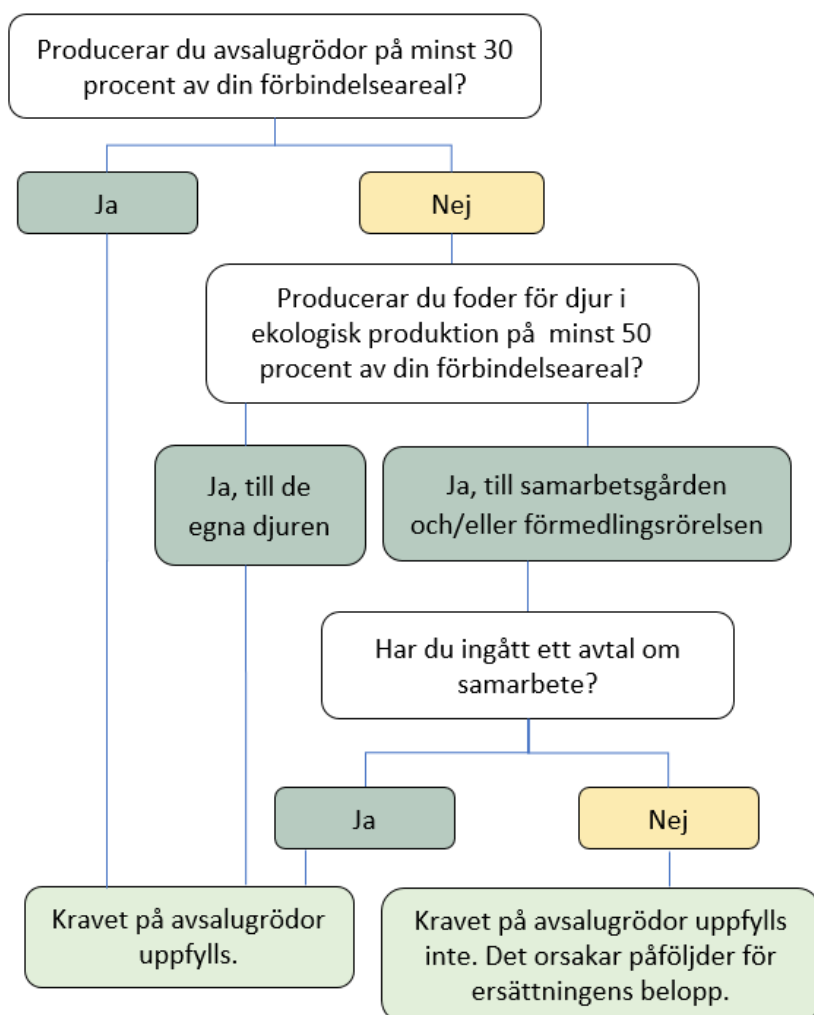 Producerar du avsalugrödor på minst 30
procent av din förbindelseareal?
Ja
Nej
Producerar du foder för djur i
ekologisk produktion på minst 50
procent av din förbindelseareal?
Ja, till de
egna djuren
Ja, till samarbetsgården
och/eller förmedlingsrörelsen
Har du ingått ett avtal om
samarbete?
Ja
Nej
Kravet på avsalugrödor
uppfylls.
Kravet på avsalugrödor uppfylls
inte. Det orsakar påföljder för
ersättningens belopp.